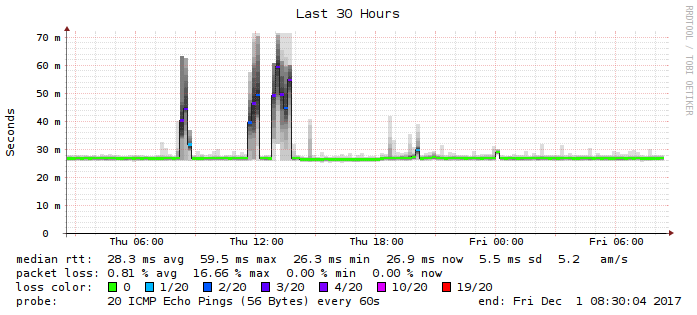 Last 30 Hours
RRDTOOL / TOBI OETIKER
Seconds
70 m
60 m
50 m
40 m
30 m
20 m
10 m
0
Thu 06:00 Thu 12:00 Thu 18:00 Fri 00:00 Fri 06:00
median rtt: 28.3 ms avg 59.5 ms max 26.3 ms min 26.9 ms now 5.5 ms sd 5.2 am/s
packet loss: 0.81 % avg 16.66 % max 0.00 % min 0.00 % now
loss color: 0 1/20 2/20 3/20 4/20 10/20 19/20
probe: 20 ICMP Echo Pings (56 Bytes) every 60s end: Fri Dec 1 08:30:04 2017